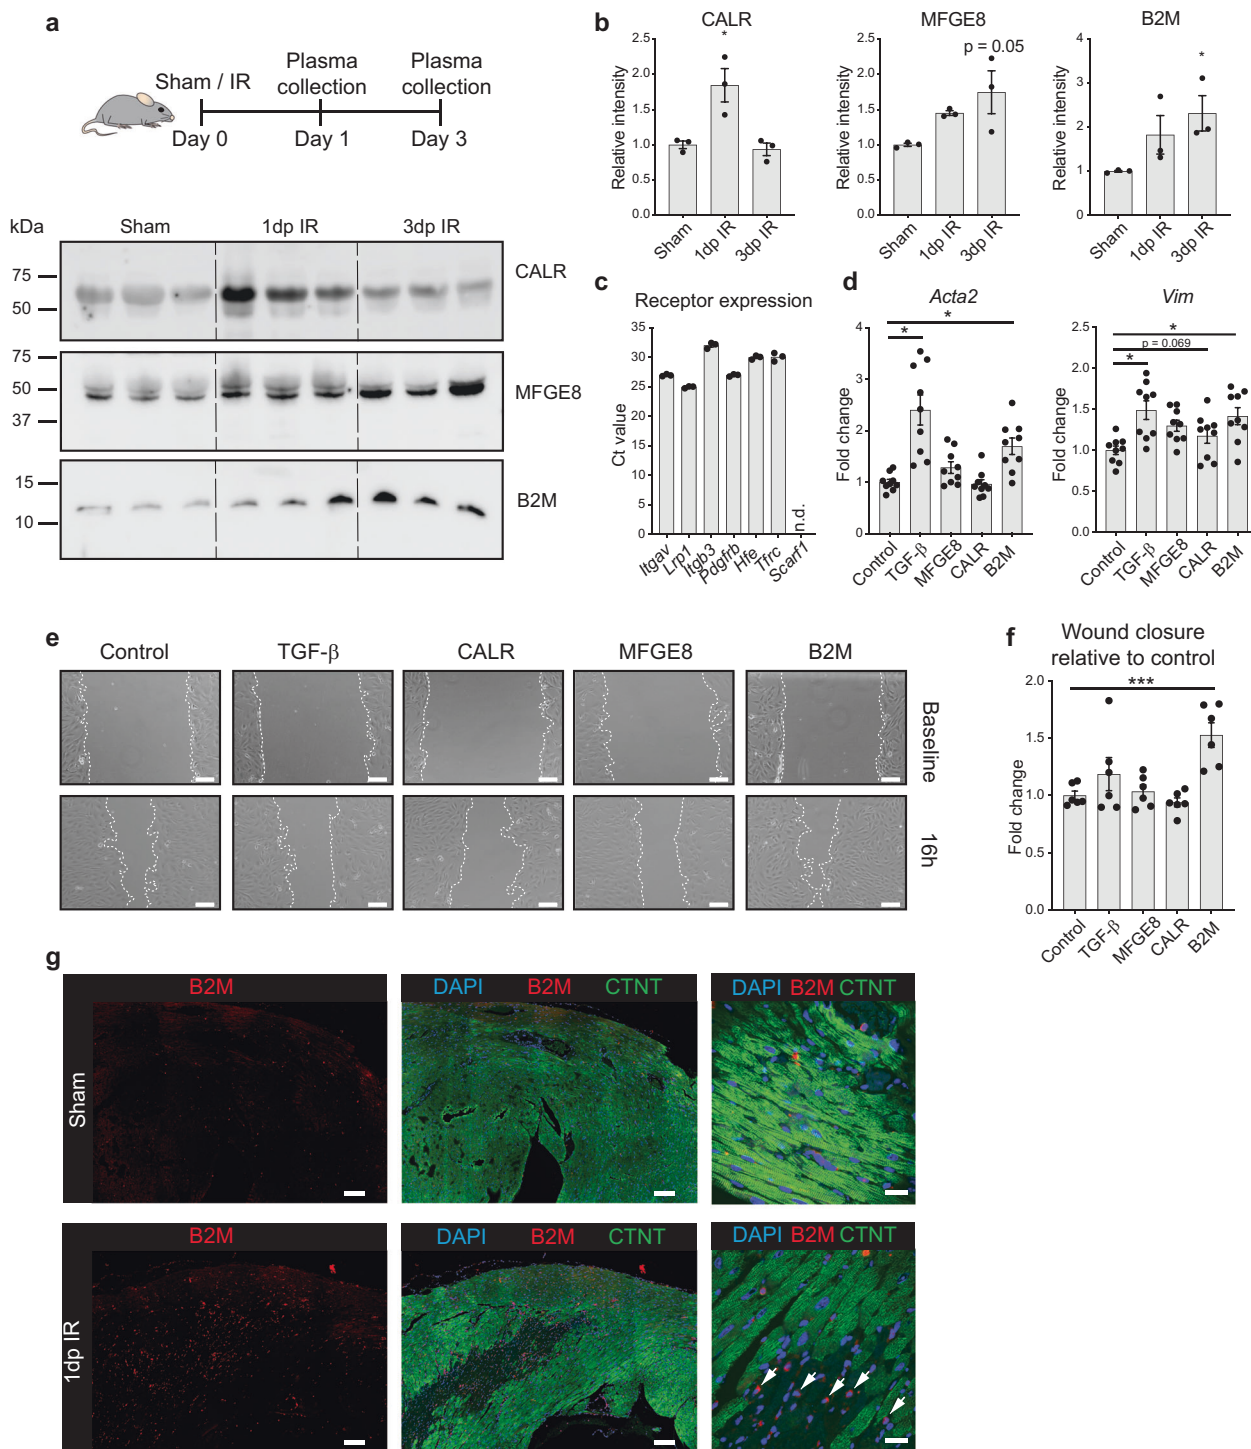 a
Sham / IR
Plasma
collection
Plasma
collection
Day 0
Day 1
Day 3
kDa
Sham
1dp IR
3dp IR
75
50
CALR
75
50
37
MFGE8
15
10
B2M
b
CALR
Relative intensity
2.5
2.0
1.5
1.0
0.5
0.0
*
Sham
1dp IR
3dp IR
MFGE8
Relative intensity
2.5
2.0
1.5
1.0
0.5
0.0
p = 0.05
Sham
1dp IR
3dp IR
B2M
Relative intensity
4
3
2
1
0
*
Sham
1dp IR
3dp IR
c
Receptor expression
Ct value
35
30
25
20
15
10
5
0
n.d.
Itgav
Lrp1
Itgb3
Pdgfrb
Hfe
Tfrc
Scarf1
d
Acta2
Fold change
4
3
2
1
0
*
*
Control
TGF-β
MFGE8
CALR
B2M
Vim
Fold change
2.5
2.0
1.5
1.0
0.5
0.0
*
p = 0.069
*
Control
TGF-β
MFGE8
CALR
B2M
e
Control
TGF-β
CALR
MFGE8
B2M
Baseline
16h
f
Wound closure
relative to control
Fold change
2.0
1.5
1.0
0.5
0.0
***
Control
TGF-β
MFGE8
CALR
B2M
g
B2M
DAPI B2M CTNT
DAPI B2M CTNT
Sham
B2M
DAPI B2M CTNT
DAPI B2M CTNT
1dp IR